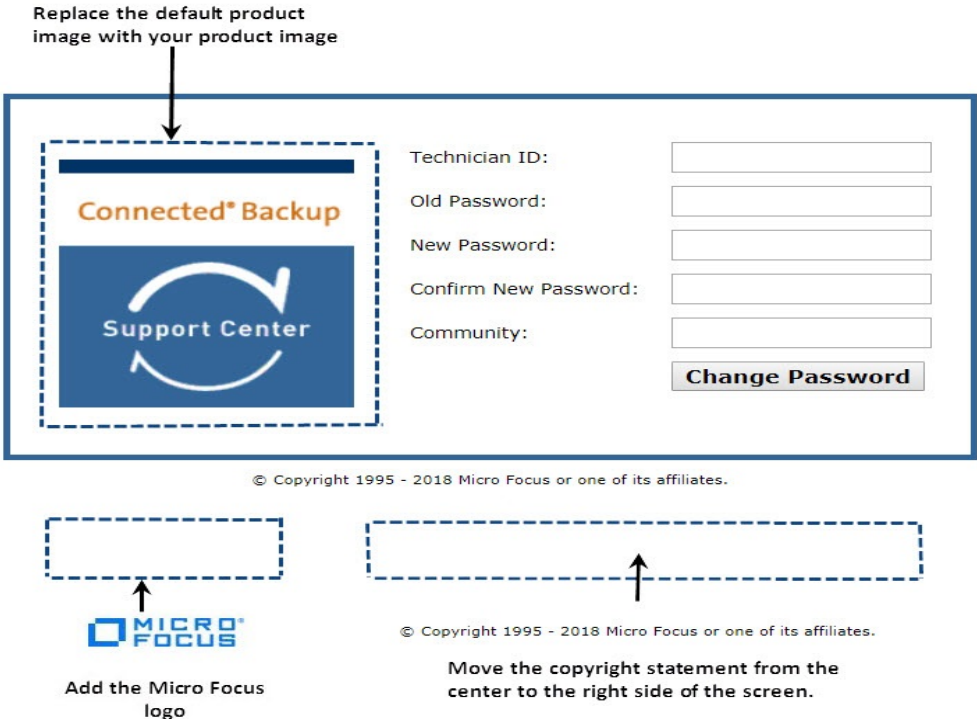 Replace the default product
image with your product image
Connected® Backup
Support Center
Technician ID:
Old Password:
New Password:
Confirm New Password:
Community:
Change Password
© Copyright 1995 - 2018 Micro Focus or one of its affiliates.
MICRO®
FOCUS
Add the Micro Focus
logo
© Copyright 1995 - 2018 Micro Focus or one of its affiliates.
Move the copyright statement from the
center to the right side of the screen.